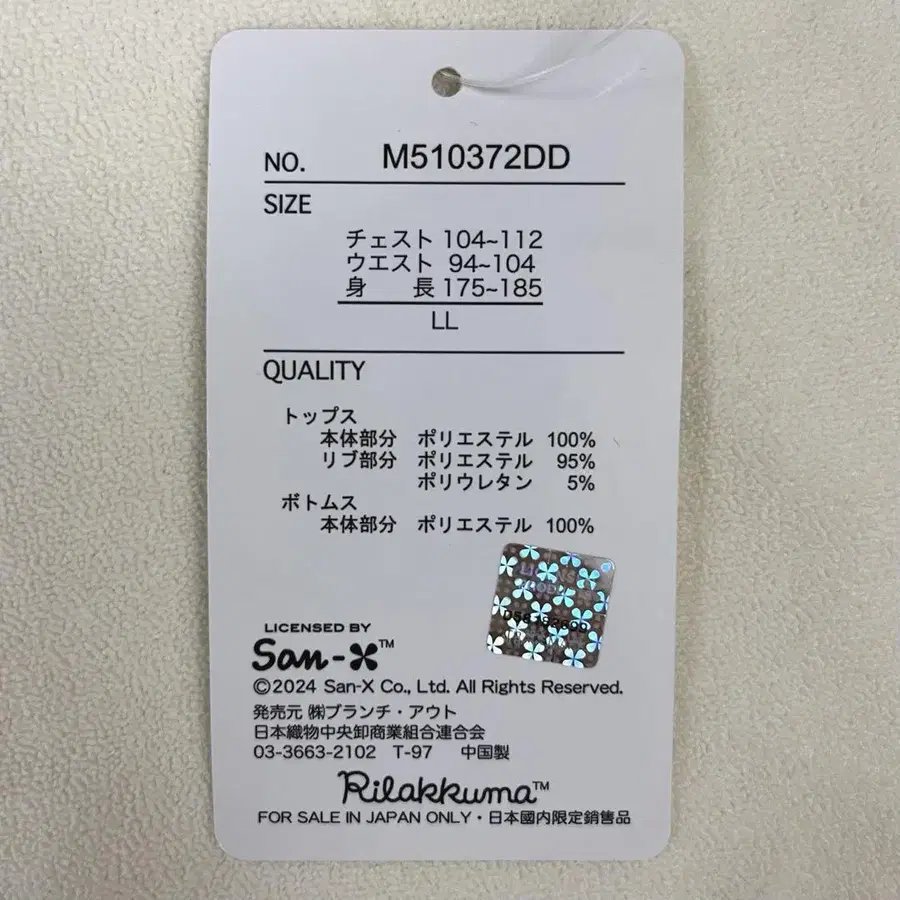 NO. M510372DD
SIZE
チェスト 104~112
ウエスト 94~104
身 長 175~185
LL
QUALITY
トップス
本体部分 ポリエステル 100%
リブ部分 ポリエステル 95%
ポリウレタン 5%
ボトムス
本体部分 ポリエステル 100%
LICENSED BY
San-X™
©2024 San-X Co., Ltd. All Rights Reserved.
発売元 ㈱ブランチ・アウト
日本織物中央卸商業組合連合会
03-3663-2102 T-97 中国製
Rilakkuma™
FOR SALE IN JAPAN ONLY・日本國内限定銷售品